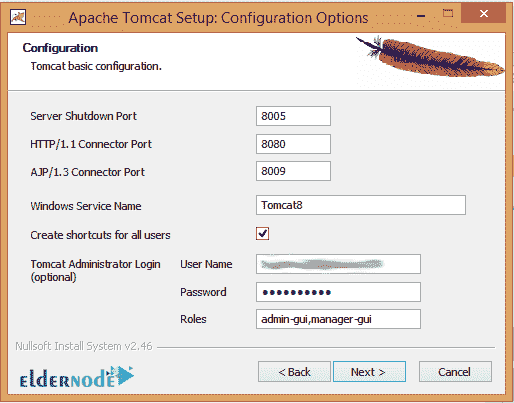 Apache Tomcat Setup: Configuration Options
Configuration
Tomcat basic configuration.
Server Shutdown Port 8005
HTTP/1.1 Connector Port 8080
AJP/1.3 Connector Port 8009
Windows Service Name Tomcat8
Create shortcuts for all users
Tomcat Administrator Login User Name
(optional)
Password ●●●●●●●●●●
Roles admin-gui,manager-gui
Nullsoft Install System v2.46
eldernode
< Back Next > Cancel